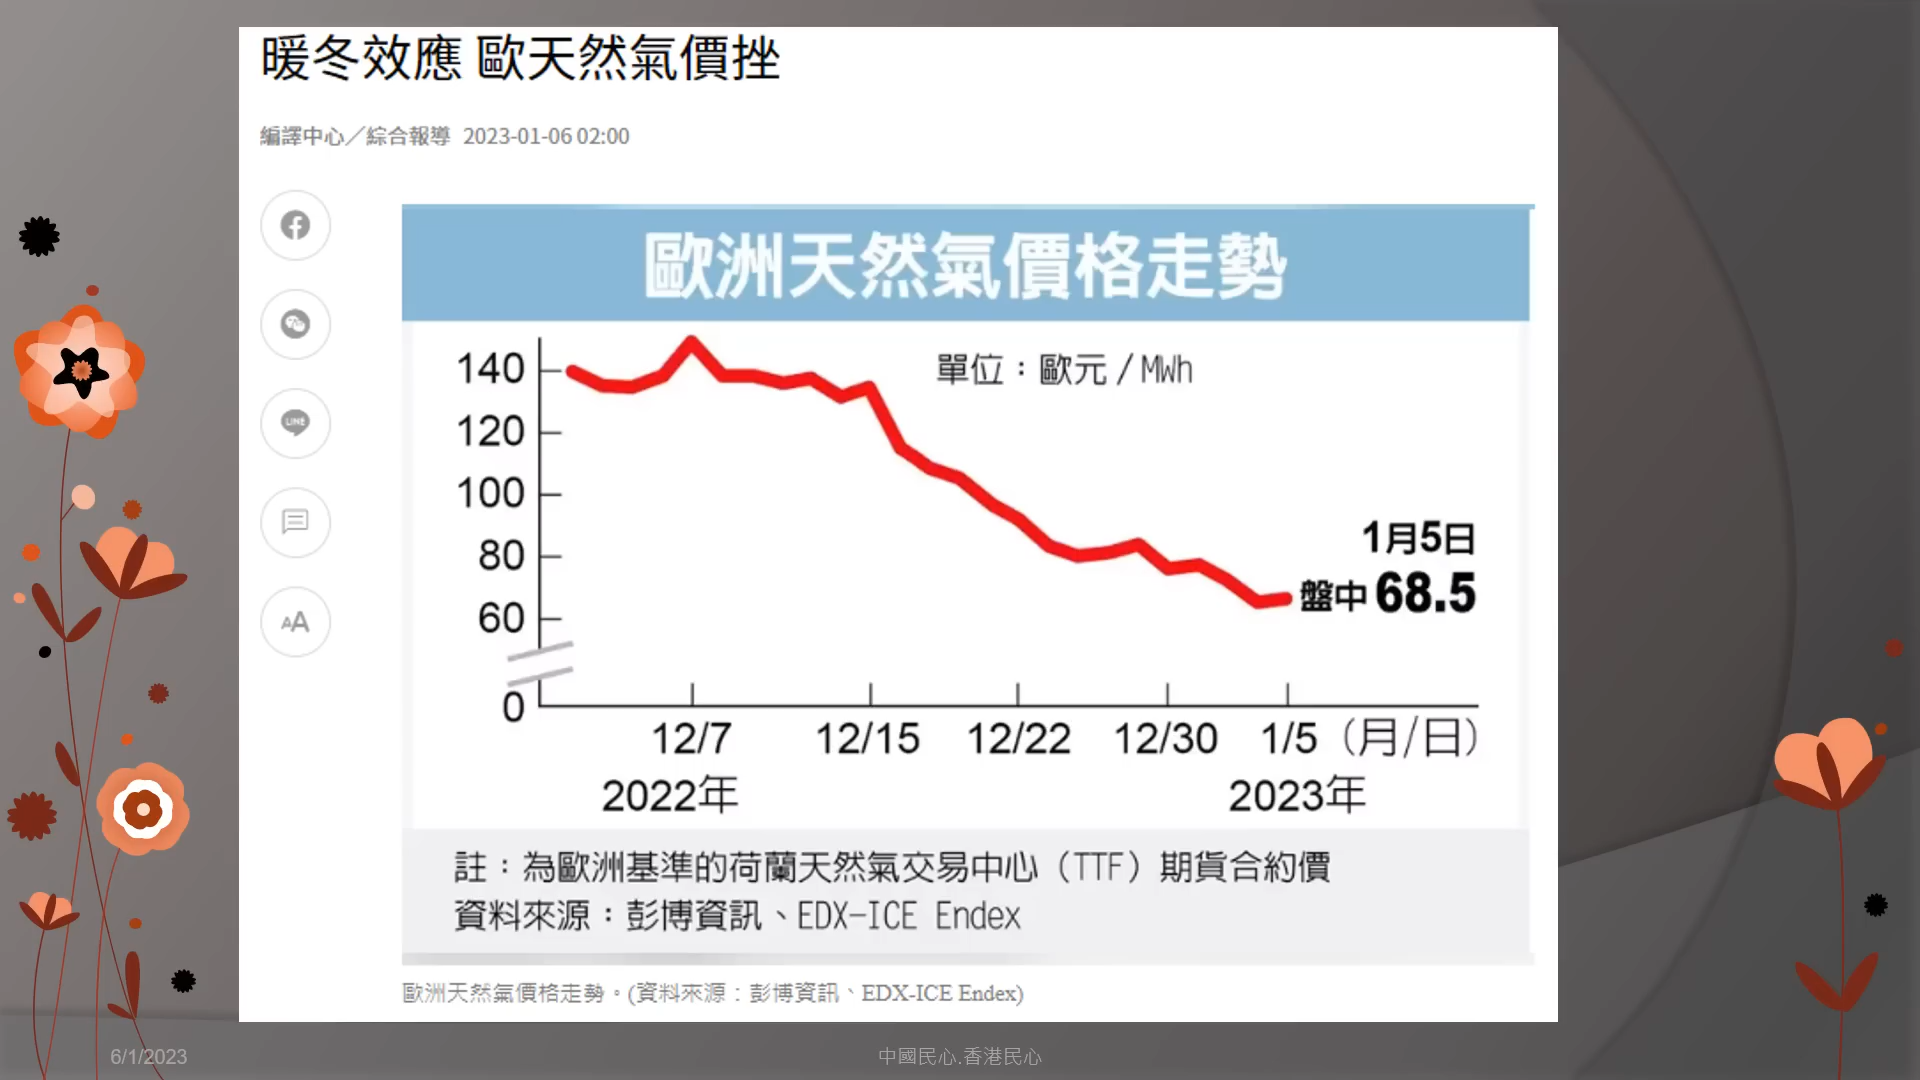 暖冬效應 歐天然氣價挫
編譯中心／綜合報導 2023-01-06 02:00
歐洲天然氣價格走勢
單位：歐元/MWh
140
120
100
80
60
0
1月5日
盤中 68.5
12/7 12/15 12/22 12/30 1/5（月/日）
2022年 2023年
註：為歐洲基準的荷蘭天然氣交易中心（TTF）期貨合約價
資料來源：彭博資訊、EDX-ICE Endex
歐洲天然氣價格走勢。(資料來源：彭博資訊、EDX-ICE Endex)
LINE
AA
6/1/2023
中國民心.香港民心